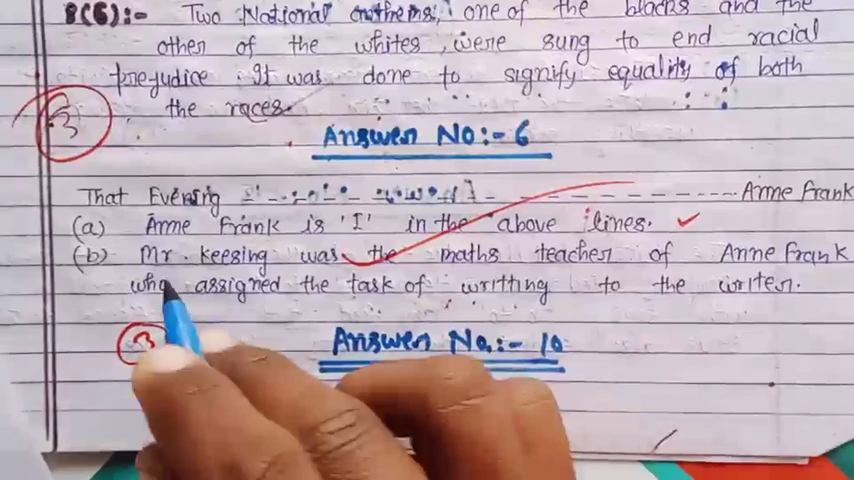 8(6):- Two National anthems, one of the blacks and the
other of the whites, were sung to end racial
prejudice. It was done to signify equality of both
the races.
3
Answer No:- 6
That Evening ------------ Anne Frank
(a) Anne Frank is 'I' in the above lines.
(b) Mr. keesing was the maths teacher of Anne Frank
who assigned the task of writting to the writer.
3
Answer No:- 10